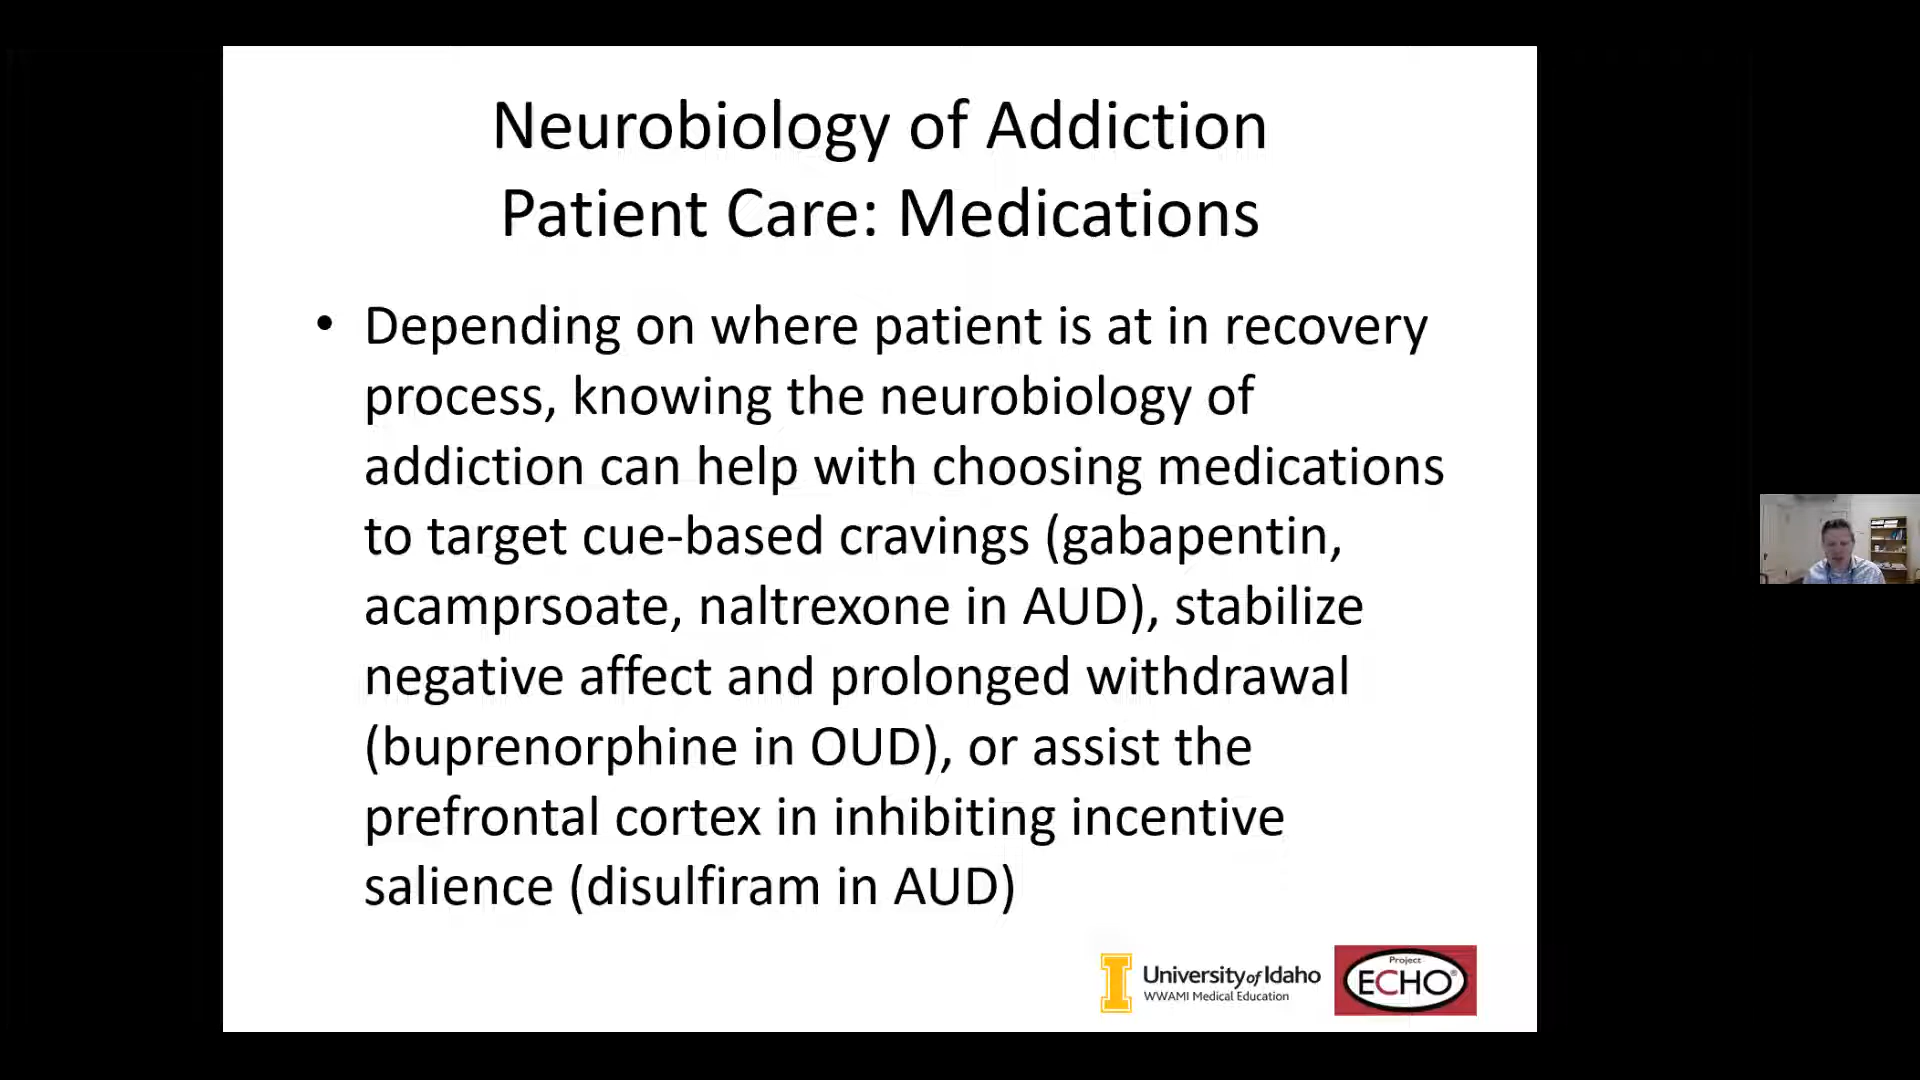 Neurobiology of Addiction
Patient Care: Medications
• Depending on where patient is at in recovery
process, knowing the neurobiology of
addiction can help with choosing medications
to target cue-based cravings (gabapentin,
acamprsoate, naltrexone in AUD), stabilize
negative affect and prolonged withdrawal
(buprenorphine in OUD), or assist the
prefrontal cortex in inhibiting incentive
salience (disulfiram in AUD)
I
University of Idaho
WWAMI Medical Education
Project
ECHO®